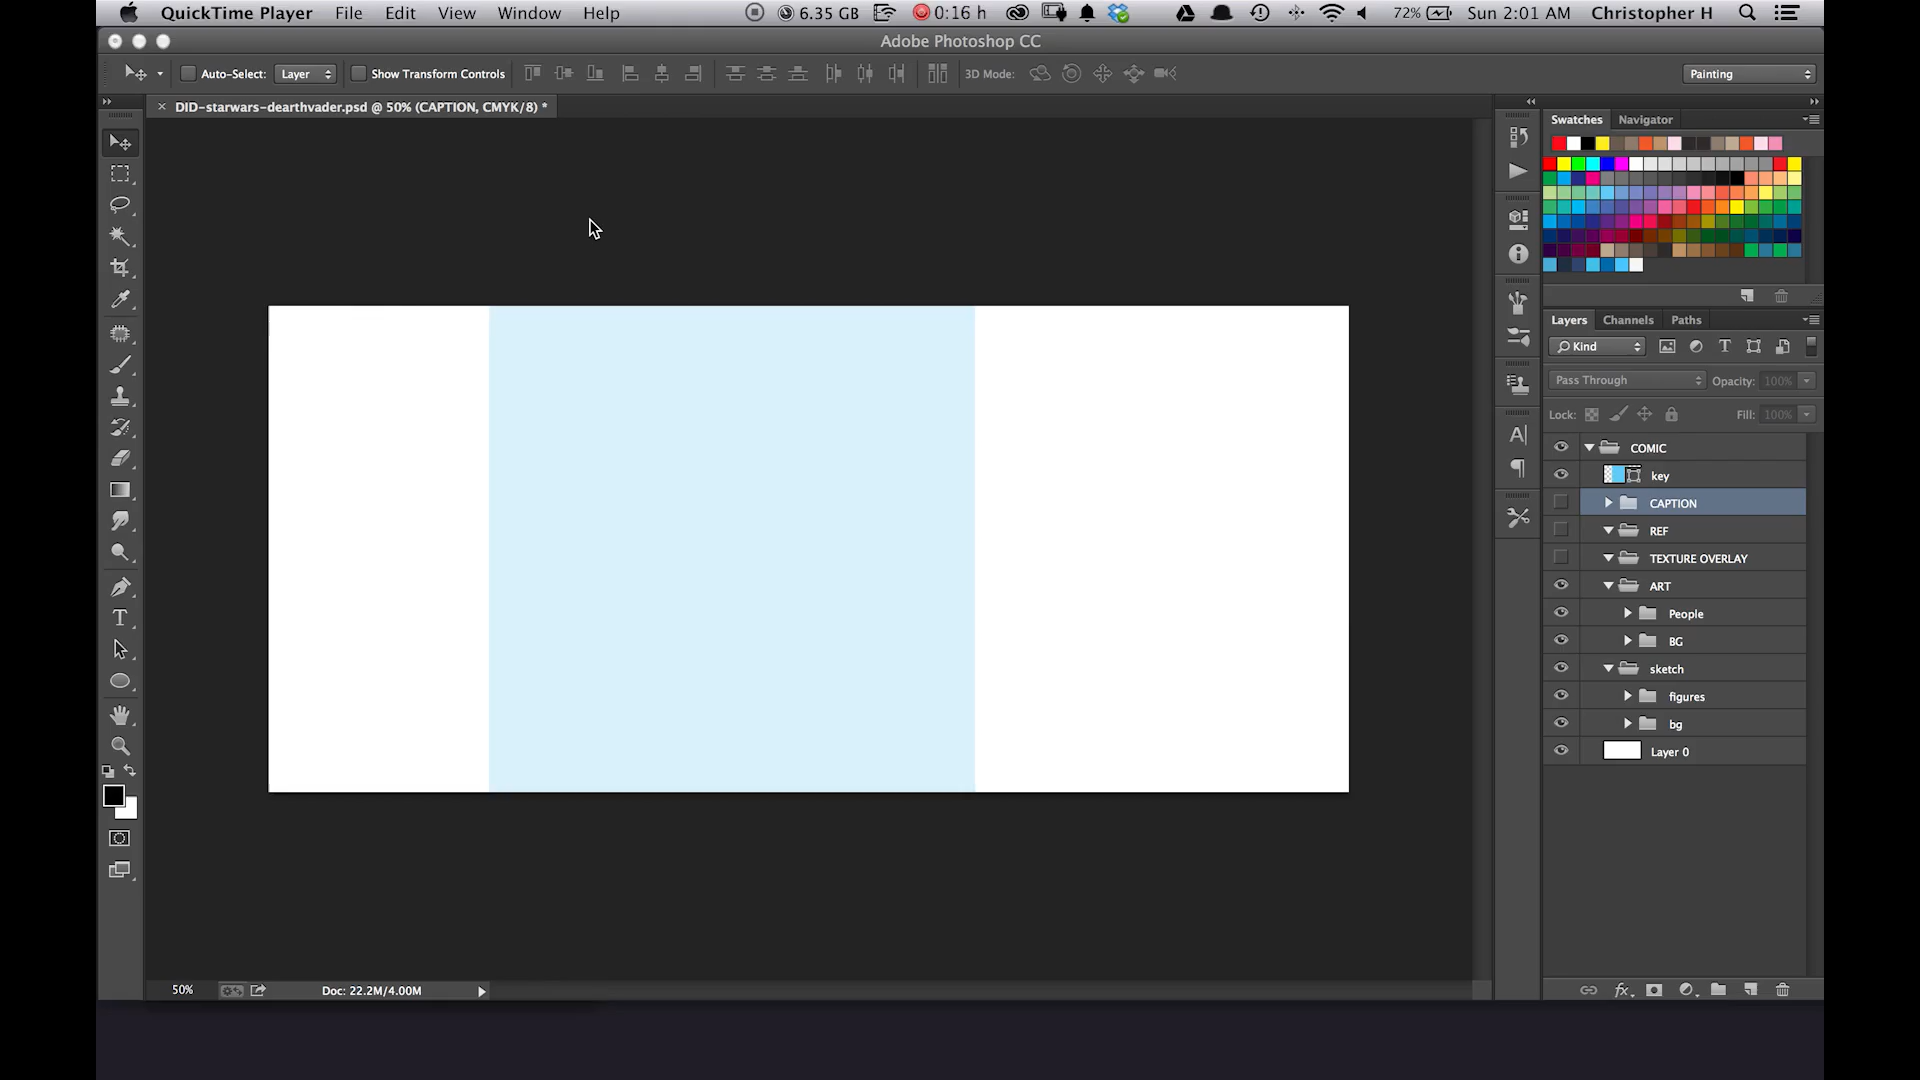 QuickTime Player File Edit View Window Help 6.35 GB 0:16 h 72% Sun 2:01 AM Christopher H
Adobe Photoshop CC
Auto-Select: Layer Show Transform Controls 3D Mode: Painting
DID-starwars-dearthvader.psd @ 50% (CAPTION, CMYK/8) *
Swatches Navigator
Layers Channels Paths
Kind
Pass Through Opacity: 100%
Lock: Fill: 100%
COMIC
key
CAPTION
REF
TEXTURE OVERLAY
ART
People
BG
sketch
figures
bg
Layer 0
50% Doc: 22.2M/4.00M